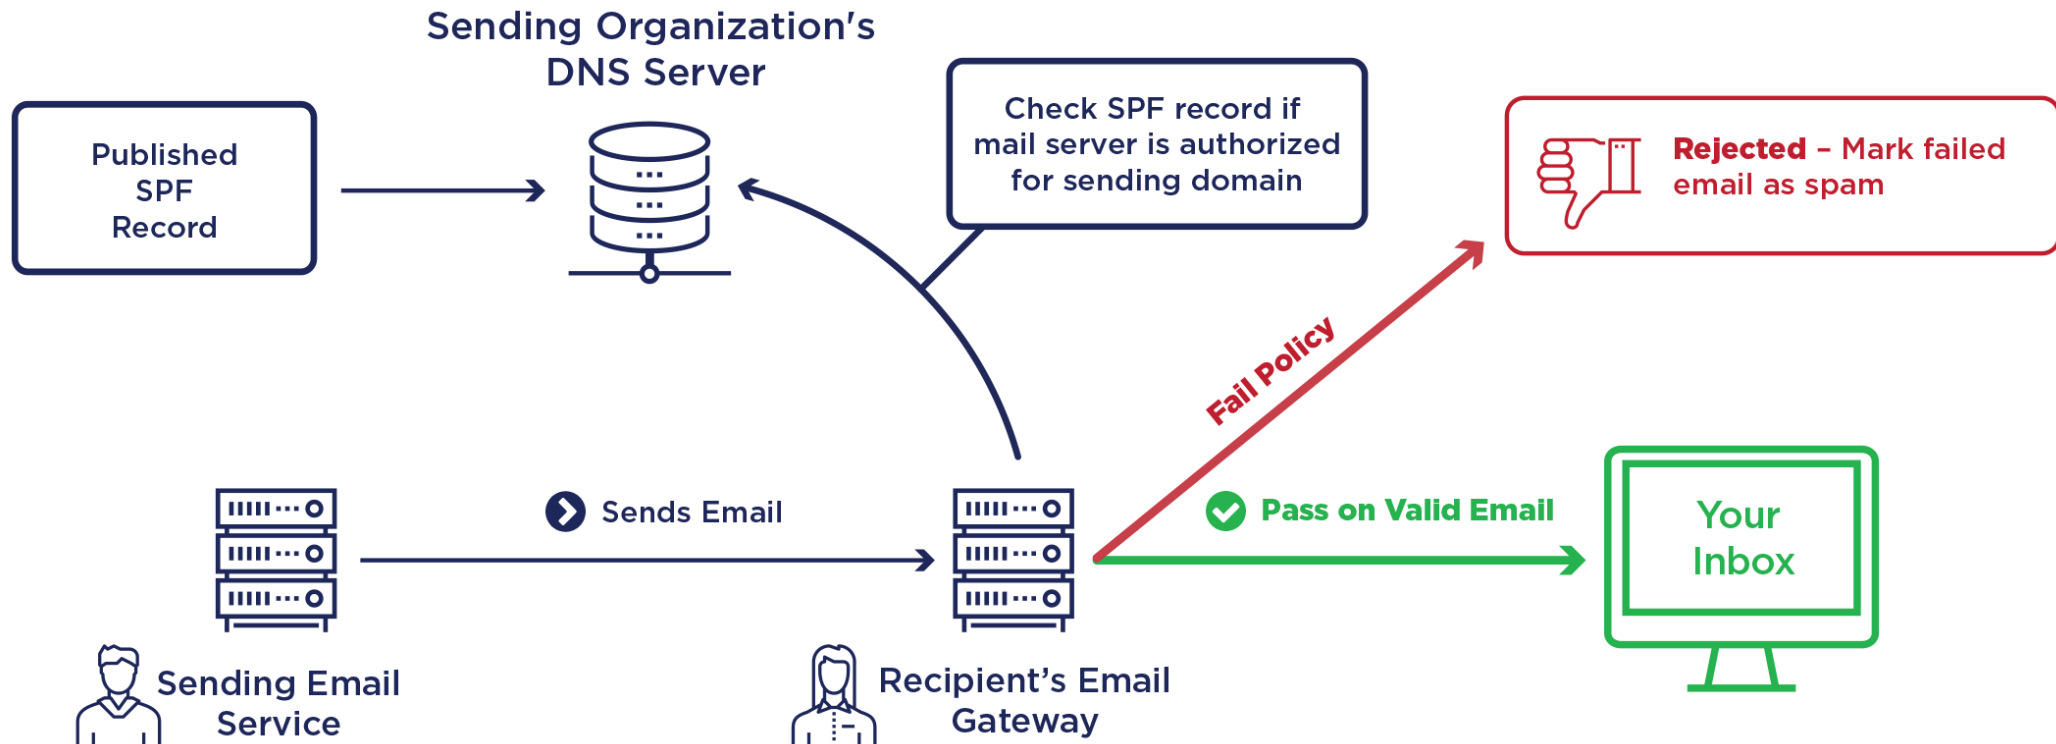 Sending Organization's
DNS Server
Published
SPF
Record
Check SPF record if
mail server is authorized
for sending domain
Rejected – Mark failed
email as spam
Fail Policy
Sends Email
Pass on Valid Email
Your
Inbox
Sending Email
Service
Recipient’s Email
Gateway